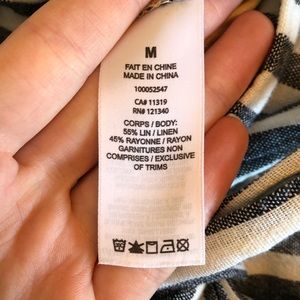 M
FAIT EN CHINE
MADE IN CHINA
100052547
CA# 11319
RN# 121340
CORPS / BODY:
55% LIN / LINEN
45% RAYONNE / RAYON
GARNITURES NON
COMPRISES / EXCLUSIVE
OF TRIMS